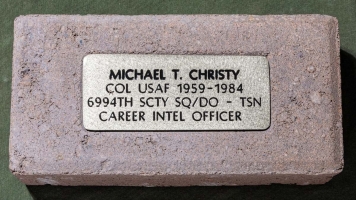 MICHAEL T. CHRISTY
COL USAF 1959-1984
6994TH SCTY SQ/DO - TSN
CAREER INTEL OFFICER